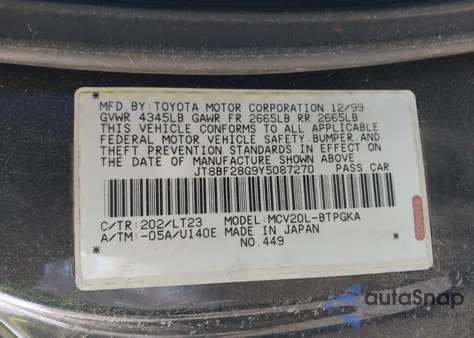 MFD.BY:TOYOTA MOTOR CORPORATION 12/99
GVWR 4345LB GAWR FR 2665LB RR 2665LB
THIS VEHICLE CONFORMS TO ALL APPLICABLE
FEDERAL MOTOR VEHICLE SAFETY,BUMPER,AND
THEFT PREVENTION STANDARDS IN EFFECT ON
THE DATE OF MANUFACTURE SHOWN ABOVE.
JT8BF28G9Y5087270 PASS.CAR
C/TR:202/LT23 MODEL:MCV20L-BTPGKA
A/TM:-05A/U140E MADE IN JAPAN
NO.449
autoSnap